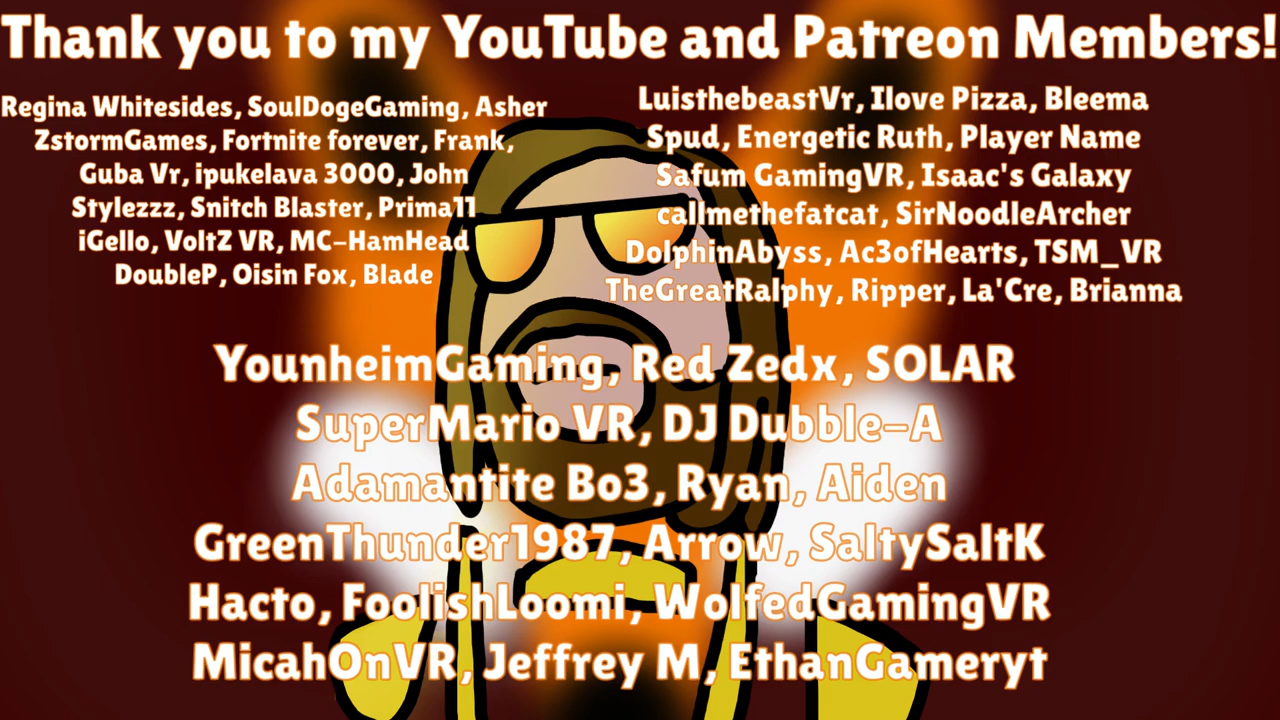 Thank you to my YouTube and Patreon Members!
Regina Whitesides, SoulDogeGaming, Asher
ZstormGames, Fortnite forever, Frank,
Guba Vr, ipukelava 3000, John
Stylezzz, Snitch Blaster, Prima11
iGello, VoltZ VR, MC-HamHead
DoubleP, Oisin Fox, Blade
LuisthebeastVr, Ilove Pizza, Bleema
Spud, Energetic Ruth, Player Name
Safum GamingVR, Isaac's Galaxy
callmethefatcat, SirNoodleArcher
DolphinAbyss, Ac3ofHearts, TSM_VR
TheGreatRalphy, Ripper, La'Cre, Brianna
YounheimGaming, Red Zedx, SOLAR
SuperMario VR, DJ Dubble-A
Adamantite Bo3, Ryan, Aiden
GreenThunder1987, Arrow, SaltySaltK
Hacto, FoolishLoomi, WolfedGamingVR
MicahOnVR, Jeffrey M, EthanGameryt